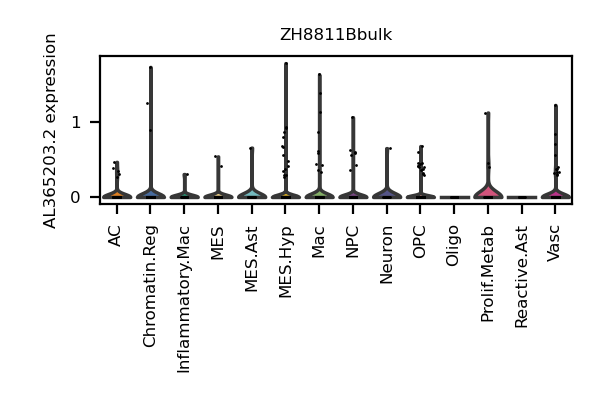 ZH8811Bbulk
AL365203.2 expression
1
0
AC
Chromatin.Reg
Inflammatory.Mac
MES
MES.Ast
MES.Hyp
Mac
NPC
Neuron
OPC
Oligo
Prolif.Metab
Reactive.Ast
Vasc